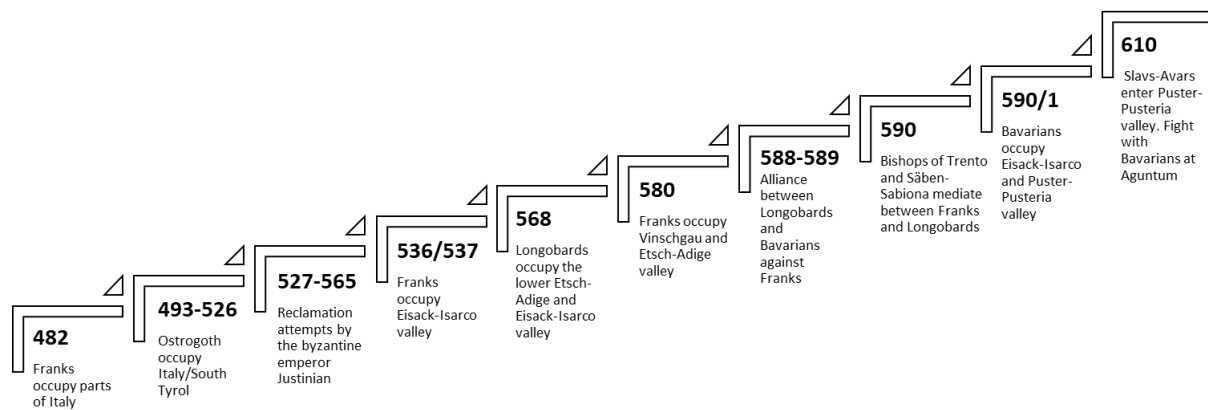 482
Franks
occupy parts
of Italy
493-526
Ostrogoth
occupy
Italy/South
Tyrol
527-565
Reclamation
attempts by
the byzantine
emperor
Justinian
536/537
Franks
occupy
Eisack-Isarco
valley
568
Longobards
occupy the
lower Etsch-
Adige and
Eisack-Isarco
valley
580
Franks occupy
Vinschgau and
Etsch-Adige
valley
588-589
Alliance
between
Longobards
and
Bavarians
against
Franks
590
Bishops of Trento
and Säben-
Sabiona mediate
between Franks
and Longobards
590/1
Bavarians
occupy
Eisack-Isarco
and Puster-
Pusteria
valley
610
Slavs-Avars
enter Puster-
Pusteria
valley. Fight
with
Bavarians at
Aguntum